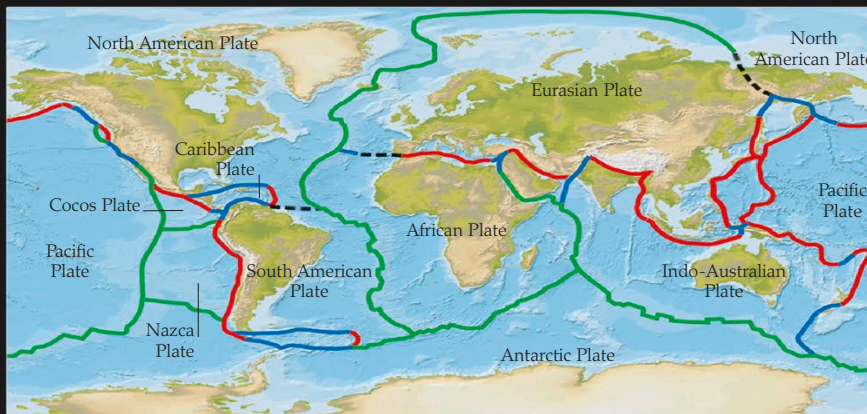 North American Plate
North
American Plate
Eurasian Plate
Caribbean
Plate
Cocos Plate
Pacific
Plate
African Plate
Pacific
Plate
South American
Plate
Indo-Australian
Plate
Nazca
Plate
Antarctic Plate